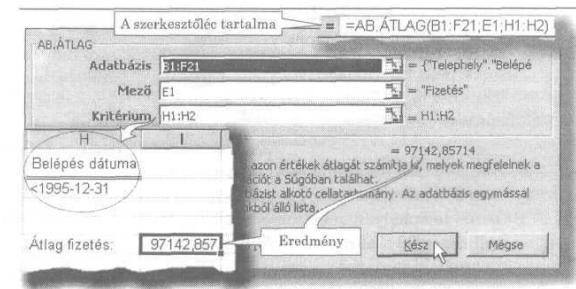 A szerkesztőléc tartalma
= =AB.ÁTLAG(B1:F21;E1;H1:H2)
AB.ÁTLAG
Adatbázis B1:F21 = {"Telephely"."Belépé
Mező E1 = "Fizetés"
Kritérium H1:H2 = H1:H2
= 97142,85714
azon értékek átlagát számítja ki, melyek megfelelnek a
ációt a Súgóban találhat.
bázist alkotó cellatartomány. Az adatbázis egymással
kból álló lista.
H I
Belépés dátuma
<1995-12-31
Átlag fizetés: 97142,857
Eredmény
Kész
Mégse